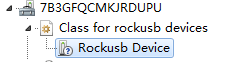 7B3GFQCMKJRDUPU
Class for rockusb devices
Rockusb Device